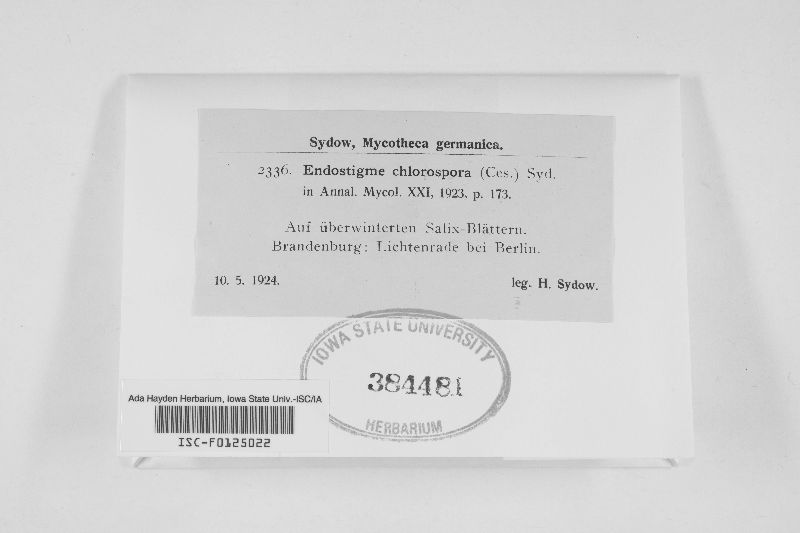 Sydow, Mycotheca germanica.
2336. Endostigme chlorospora (Ces.) Syd.
in Annal. Mycol. XXI, 1923. p. 173.
Auf überwinterten Salix-Blättern.
Brandenburg: Lichtenrade bei Berlin.
10. 5. 1924. leg. H. Sydow.
IOWA STATE UNIVERSITY
384481
HERBARIUM
Ada Hayden Herbarium, Iowa State Univ.-ISC/IA
ISC-F0125022